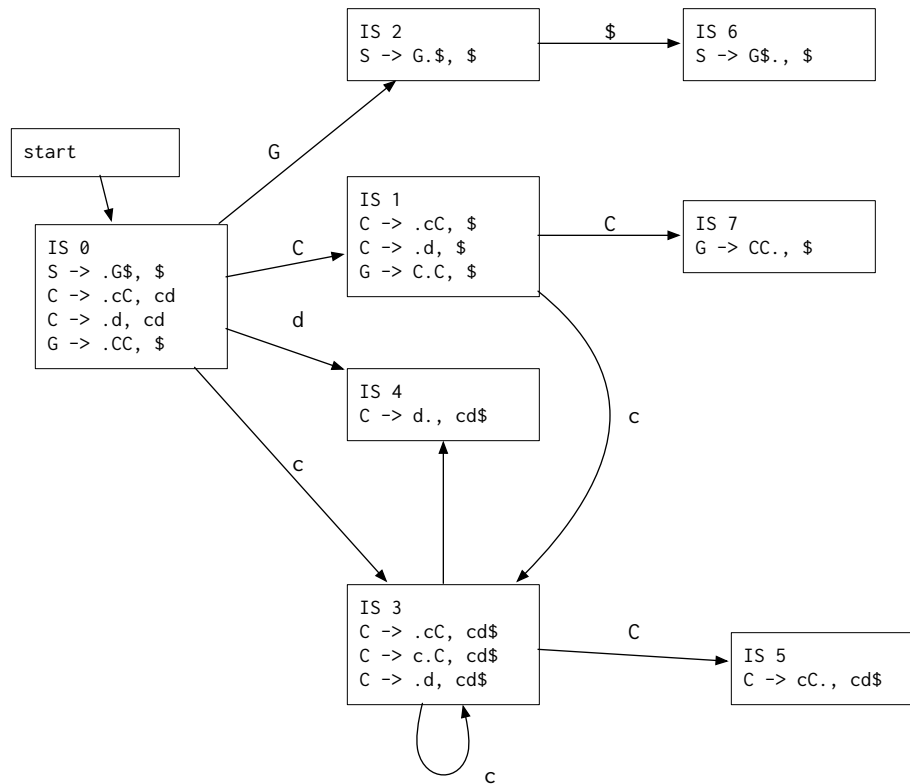 IS 2
S -> G.$, $
$
IS 6
S -> G$., $
start
G
IS 0
S -> .G$, $
C -> .cC, cd
C -> .d, cd
G -> .CC, $
C
IS 1
C -> .cC, $
C -> .d, $
G -> C.C, $
C
IS 7
G -> CC., $
d
IS 4
C -> d., cd$
c
c
IS 3
C -> .cC, cd$
C -> c.C, cd$
C -> .d, cd$
C
IS 5
C -> cC., cd$
c